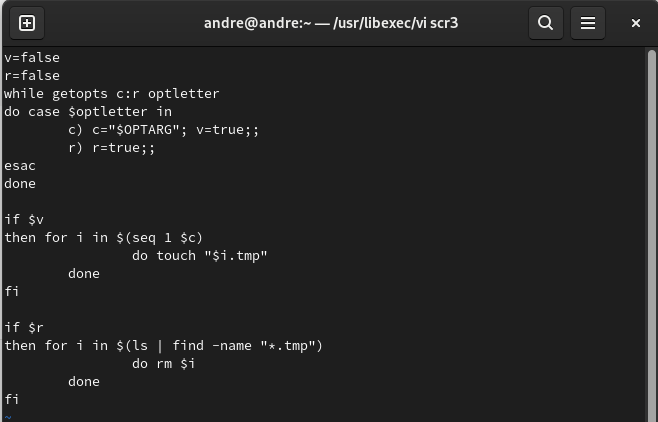 andre@andre:~ — /usr/libexec/vi scr3
v=false
r=false
while getopts c:r optletter
do case $optletter in
        c) c="$OPTARG"; v=true;;
        r) r=true;;
esac
done

if $v
then for i in $(seq 1 $c)
                do touch "$i.tmp"
        done
fi

if $r
then for i in $(ls | find -name "*.tmp")
                do rm $i
        done
fi
~